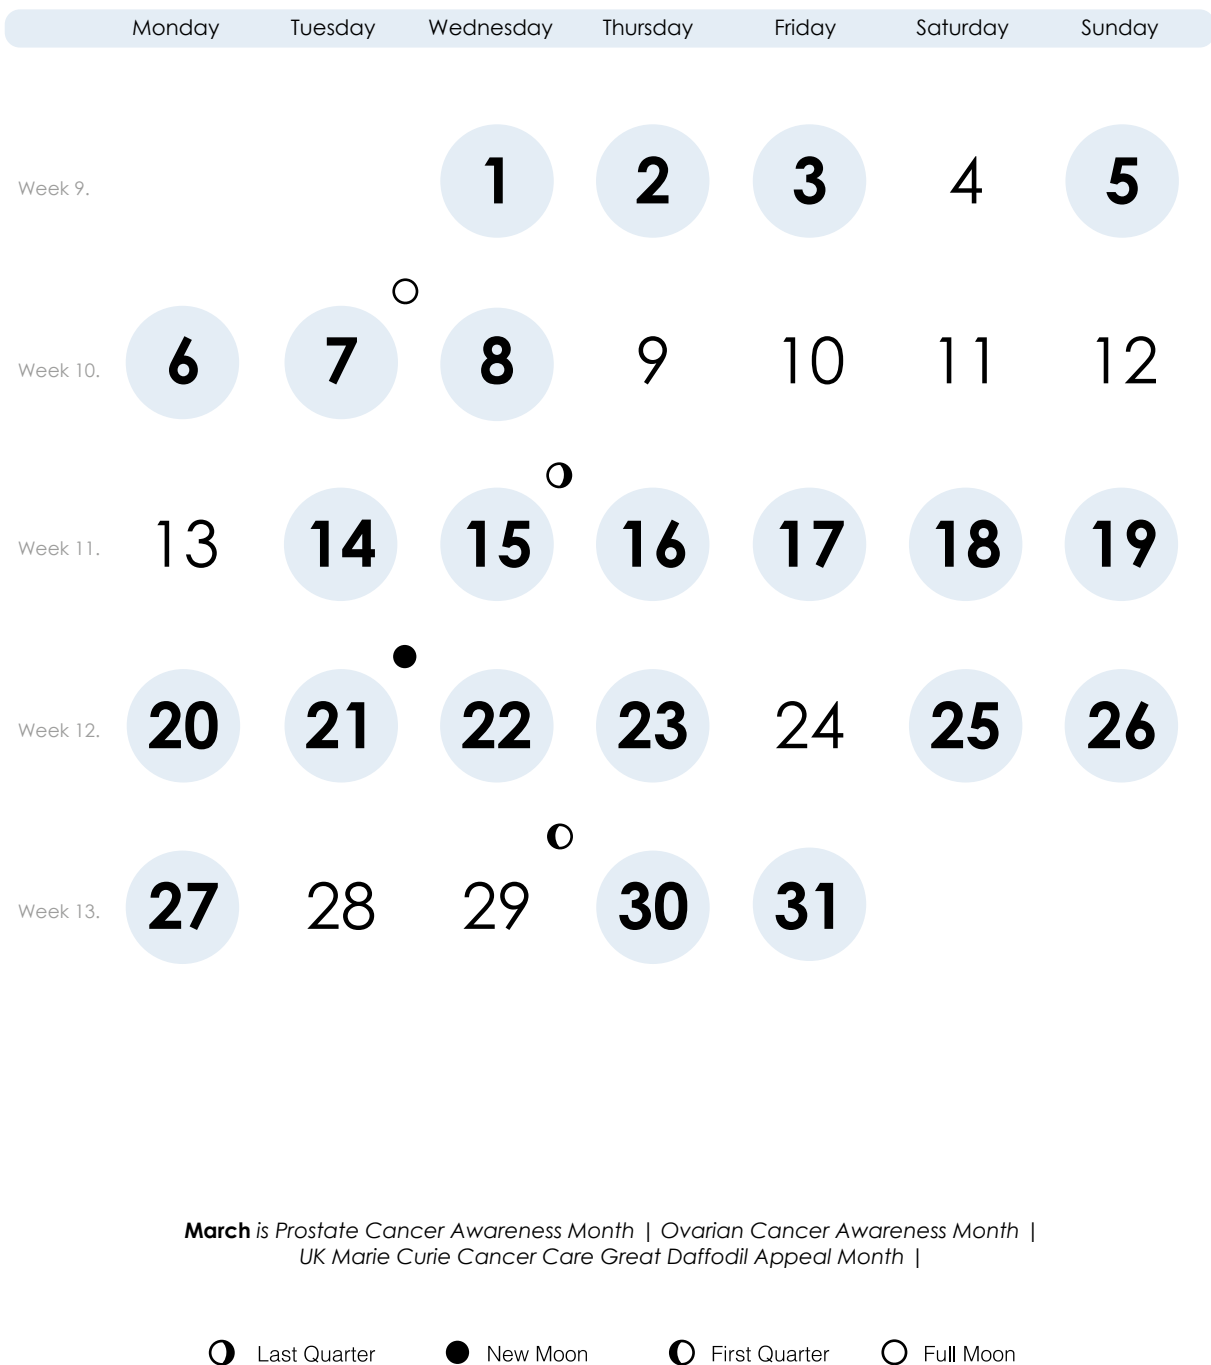 Monday Tuesday Wednesday Thursday Friday Saturday Sunday
Week 9. 1 2 3 4 5
Week 10. 6 7 8 9 10 11 12
Week 11. 13 14 15 16 17 18 19
Week 12. 20 21 22 23 24 25 26
Week 13. 27 28 29 30 31
March is Prostate Cancer Awareness Month | Ovarian Cancer Awareness Month |
UK Marie Curie Cancer Care Great Daffodil Appeal Month |
Last Quarter New Moon First Quarter Full Moon